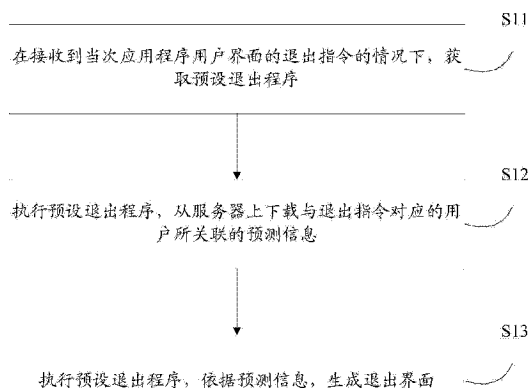 S11
在接收到当次应用程序用户界面的退出指令的情况下，获
取预设退出程序
S12
执行预设退出程序，从服务器上下载与退出指令对应的用
户所关联的预测信息
S13
执行预设退出程序，依据预测信息，生成退出界面